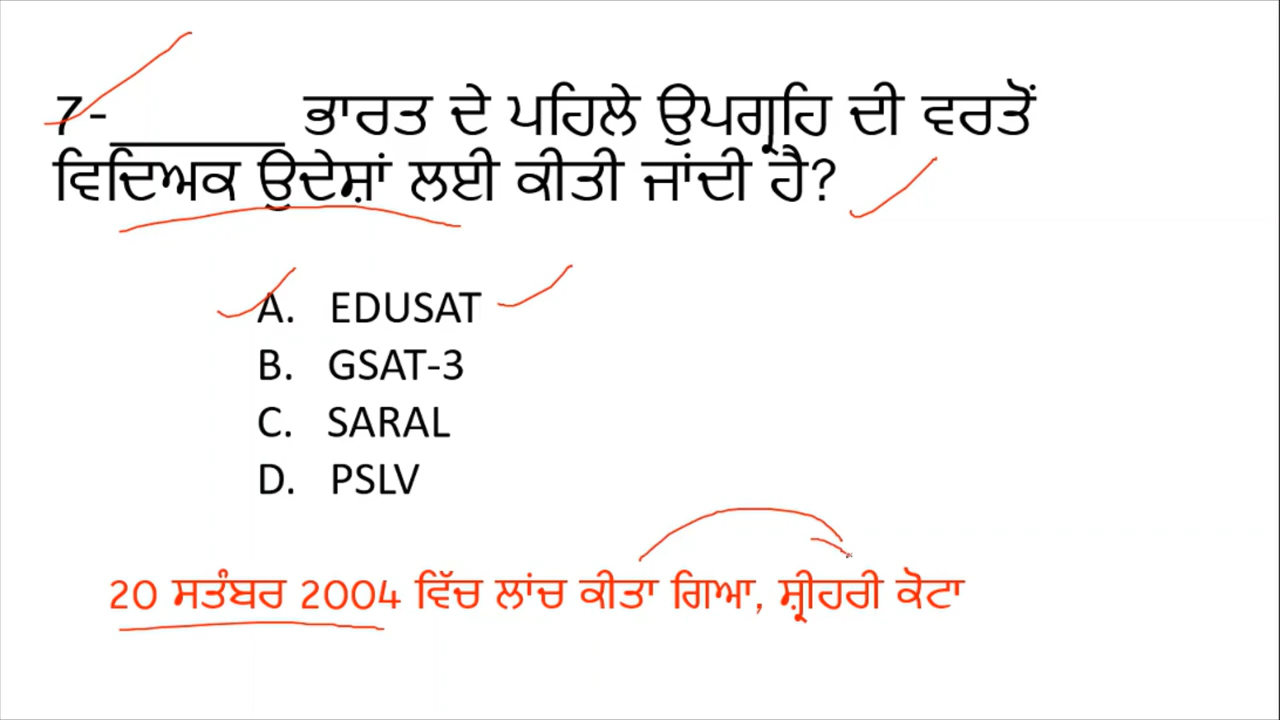 7-_______ ਭਾਰਤ ਦੇ ਪਹਿਲੇ ਉਪਗ੍ਰਹਿ ਦੀ ਵਰਤੋਂ
ਵਿਦਿਅਕ ਉਦੇਸ਼ਾਂ ਲਈ ਕੀਤੀ ਜਾਂਦੀ ਹੈ?
A. EDUSAT
B. GSAT-3
C. SARAL
D. PSLV
20 ਸਤੰਬਰ 2004 ਵਿੱਚ ਲਾਂਚ ਕੀਤਾ ਗਿਆ, ਸ਼੍ਰੀਹਰੀ ਕੋਟਾ